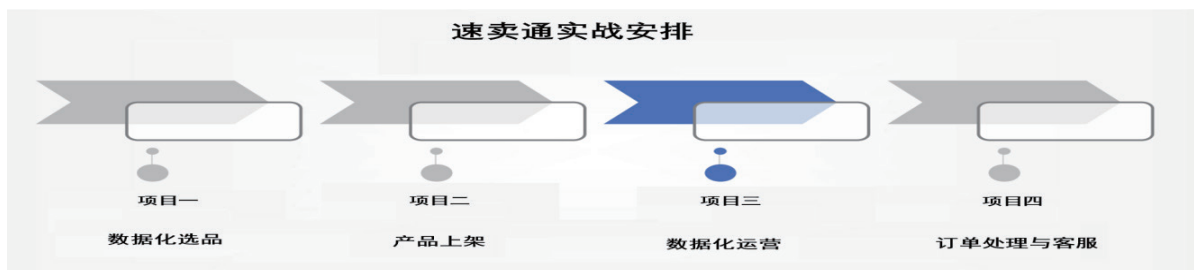 速卖通实战安排
项目一
项目二
项目三
项目四
数据化选品
产品上架
数据化运营
订单处理与客服